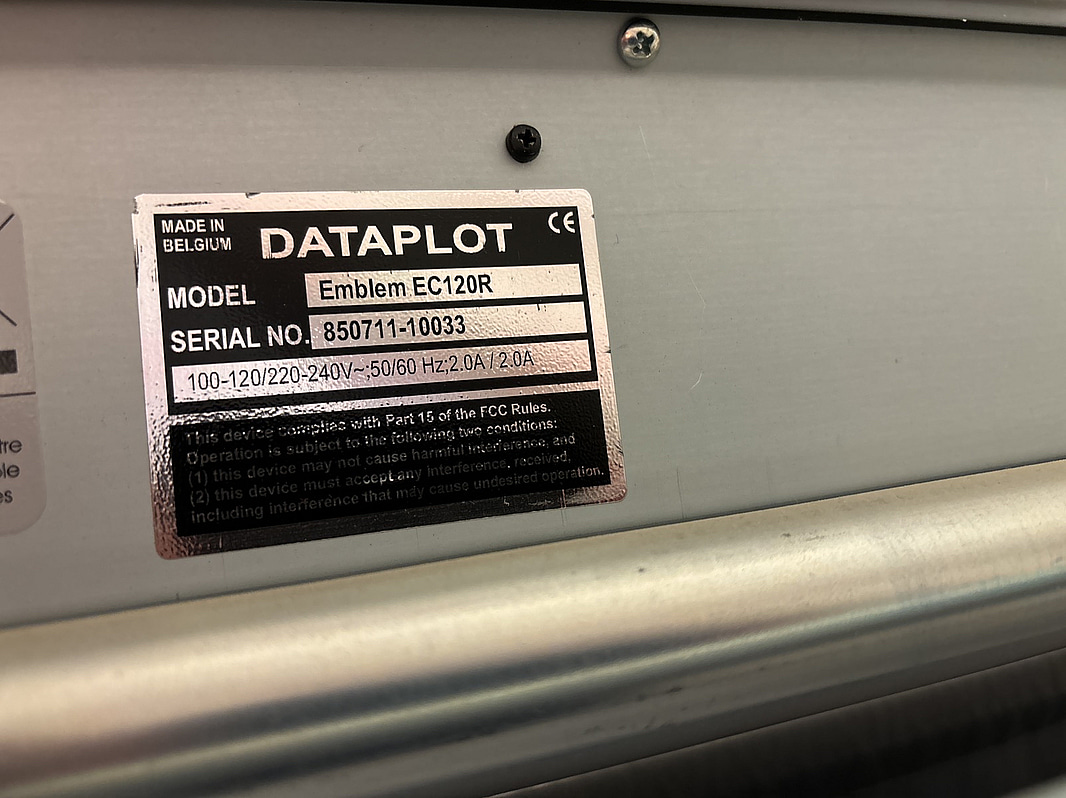 MADE IN
BELGIUM
DATAPLOT
CE
MODEL Emblem EC120R
SERIAL NO. 850711-10033
100-120/220-240V~;50/60 Hz;2.0A / 2.0A
This device complies with Part 15 of the FCC Rules.
Operation is subject to the following two conditions:
(1) this device may not cause harmful interference, and
(2) this device must accept any interference, received,
including interference that may cause undesired operation.